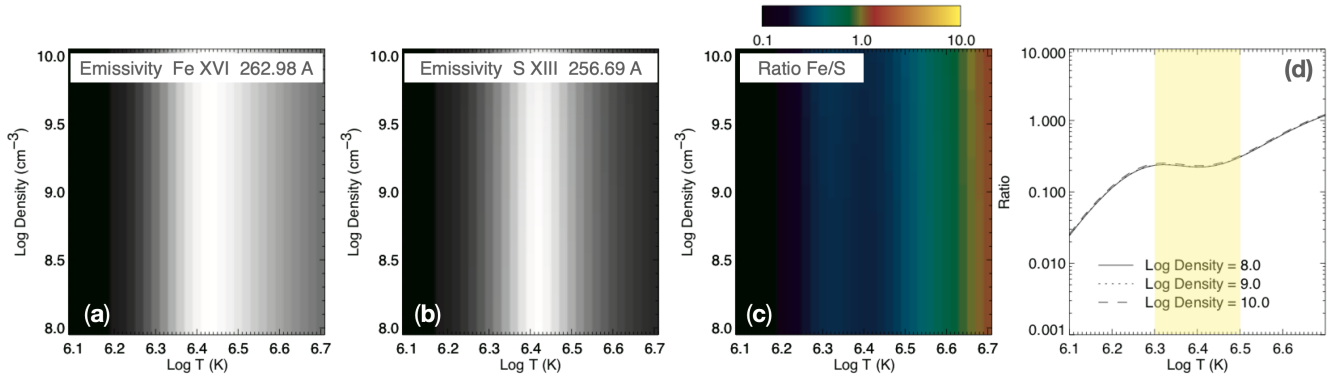 0.1 1.0 10.0
Emissivity Fe XVI 262.98 A
10.0
9.5
9.0
8.5
8.0
Log Density (cm-3)
(a)
6.1 6.2 6.3 6.4 6.5 6.6 6.7
Log T (K)
Emissivity S XIII 256.69 A
10.0
9.5
9.0
8.5
8.0
Log Density (cm-3)
(b)
6.1 6.2 6.3 6.4 6.5 6.6 6.7
Log T (K)
Ratio Fe/S
10.0
9.5
9.0
8.5
8.0
Log Density (cm-3)
(c)
6.1 6.2 6.3 6.4 6.5 6.6 6.7
Log T (K)
(d)
10.000
1.000
0.100
0.010
0.001
Ratio
Log Density = 8.0
Log Density = 9.0
Log Density = 10.0
6.1 6.2 6.3 6.4 6.5 6.6
Log T (K)